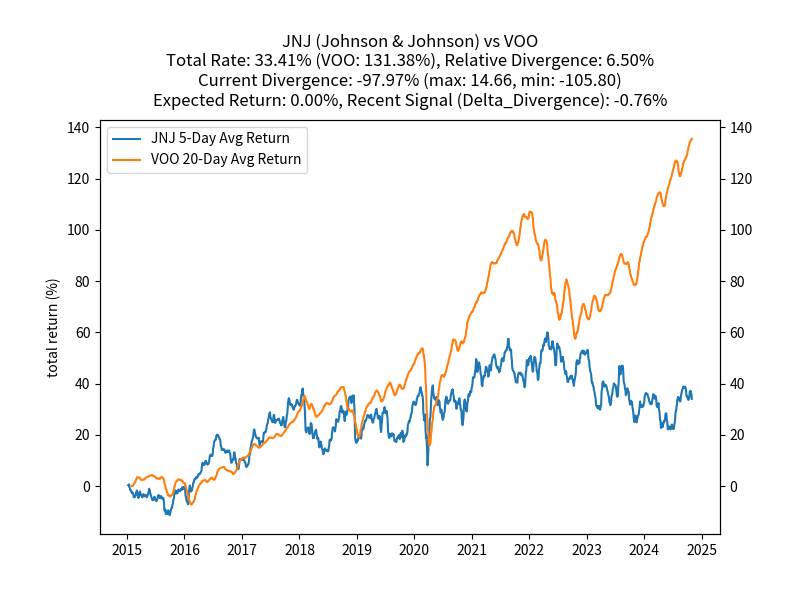 JNJ (Johnson & Johnson) vs VOO
Total Rate: 33.41% (VOO: 131.38%), Relative Divergence: 6.50%
Current Divergence: -97.97% (max: 14.66, min: -105.80)
Expected Return: 0.00%, Recent Signal (Delta_Divergence): -0.76%
JNJ 5-Day Avg Return
VOO 20-Day Avg Return
total return (%)
140
120
100
80
60
40
20
0
140
120
100
80
60
40
20
0
2015 2016 2017 2018 2019 2020 2021 2022 2023 2024 2025